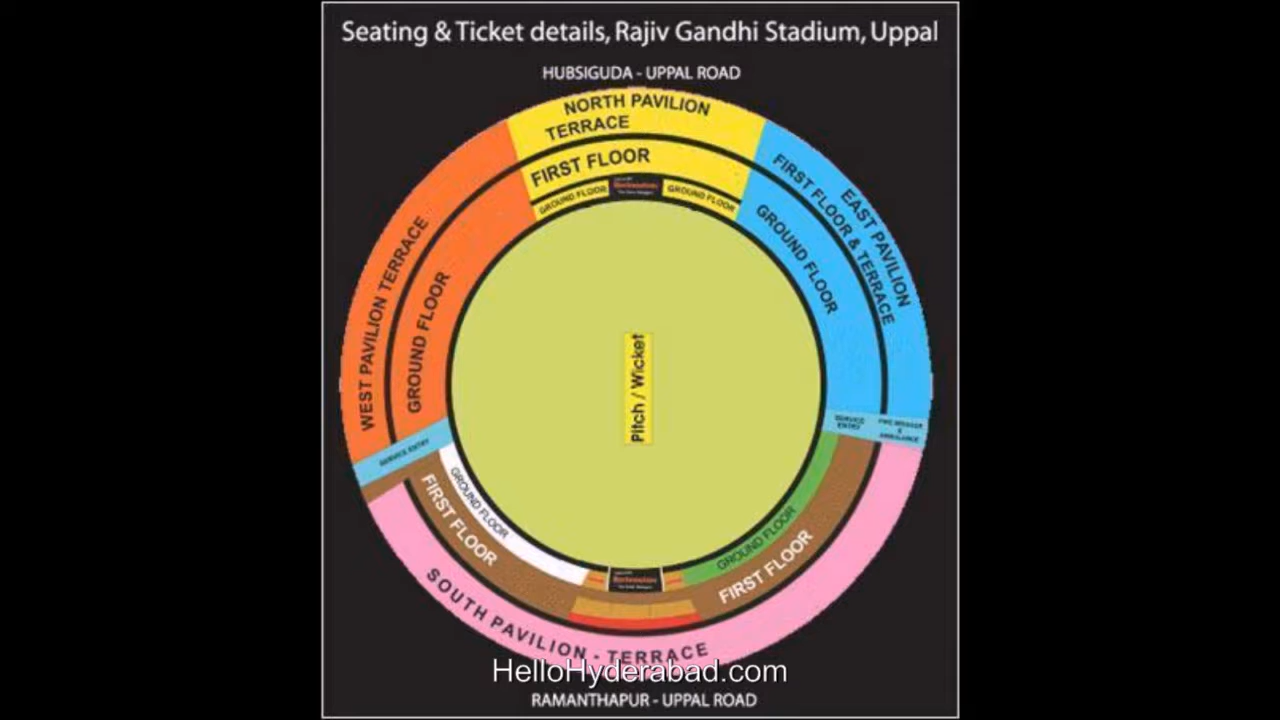 Seating & Ticket details, Rajiv Gandhi Stadium, Uppal
HUBSIGUDA - UPPAL ROAD
NORTH PAVILION
TERRACE
FIRST FLOOR
GROUND FLOOR
GROUND FLOOR
EAST PAVILION
FIRST FLOOR & TERRACE
GROUND FLOOR
WEST PAVILION TERRACE
GROUND FLOOR
Pitch / Wicket
SERVICE ENTRY
SERVICE
ENTRY
GROUND FLOOR
FIRST FLOOR
GROUND FLOOR
FIRST FLOOR
SOUTH PAVILION - TERRACE
HelloHyderabad.com
RAMANTHAPUR - UPPAL ROAD